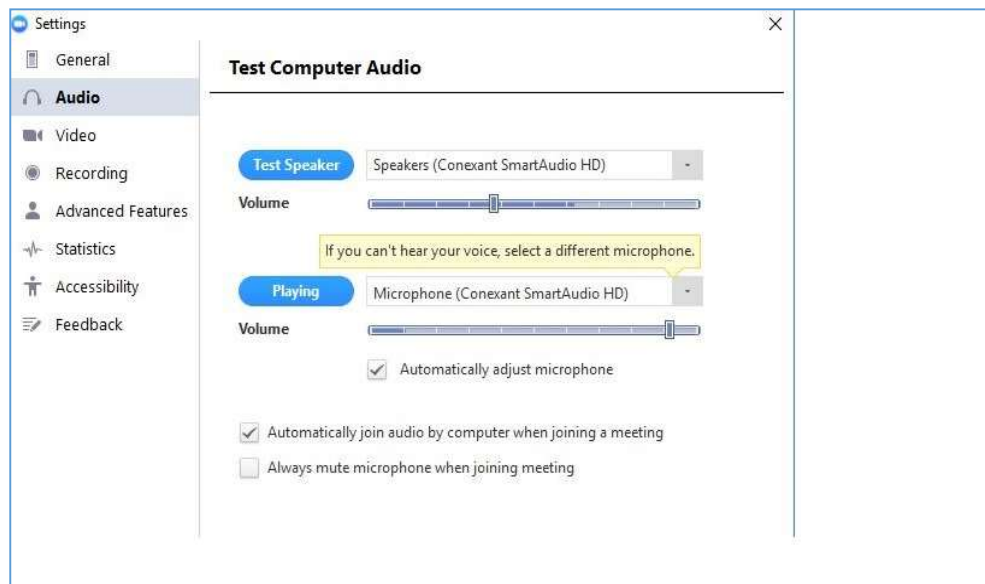 Settings
General
Audio
Video
Recording
Advanced Features
Statistics
Accessibility
Feedback
Test Computer Audio
Test Speaker Speakers (Conexant SmartAudio HD)
Volume
If you can't hear your voice, select a different microphone.
Playing Microphone (Conexant SmartAudio HD)
Volume
Automatically adjust microphone
Automatically join audio by computer when joining a meeting
Always mute microphone when joining meeting